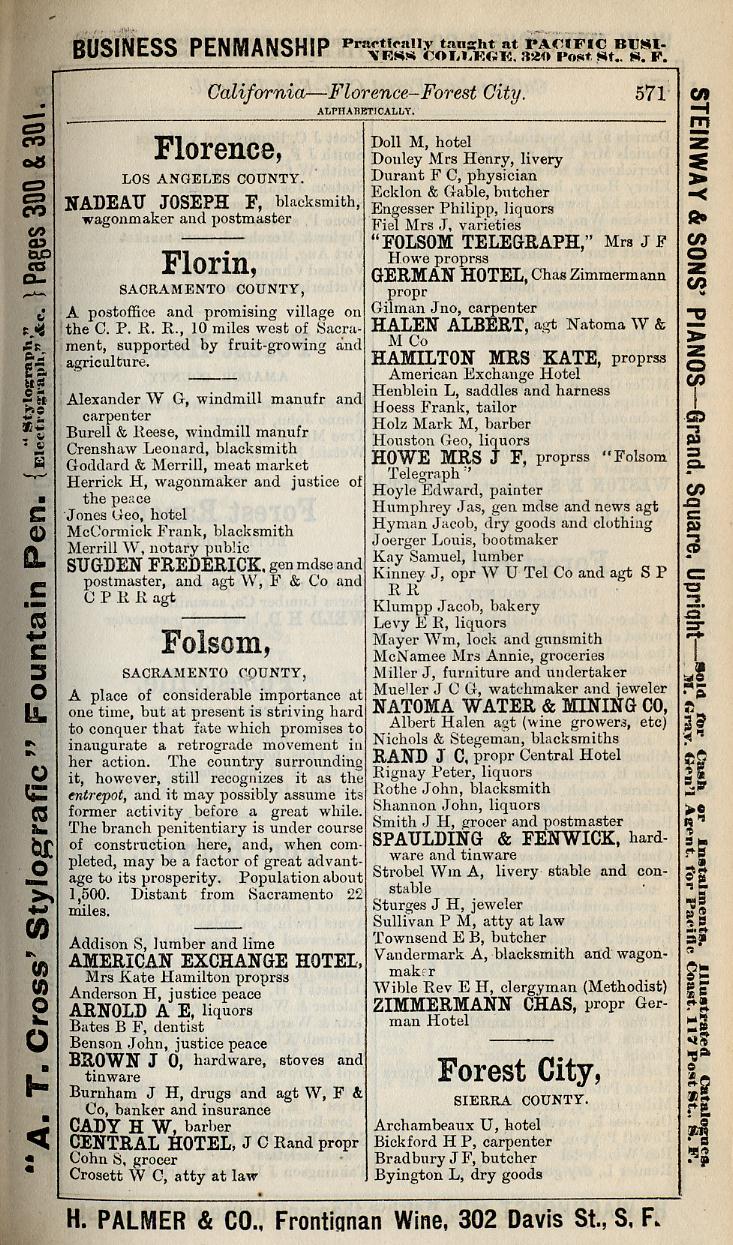 BUSINESS PENMANSHIP Practically taught at PACIFIC BUSI-
NESS COLLEGE, 320 Post St., S. F.
California—Florence–Forest City. 571
ALPHABETICALLY.
Florence,
LOS ANGELES COUNTY.
NADEAU JOSEPH F, blacksmith,
wagonmaker and postmaster
Florin,
SACRAMENTO COUNTY,
A postoffice and promising village on
the C. P. R. R., 10 miles west of Sacra-
ment, supported by fruit-growing and
agriculture.
Alexander W G, windmill manufr and
carpenter
Burell & Reese, windmill manufr
Crenshaw Leonard, blacksmith
Goddard & Merrill, meat market
Herrick H, wagonmaker and justice of
the peace
Jones Geo, hotel
McCormick Frank, blacksmith
Merrill W, notary public
SUGDEN FREDERICK, gen mdse and
postmaster, and agt W, F & Co and
C P R R agt
Folsom,
SACRAMENTO COUNTY,
A place of considerable importance at
one time, but at present is striving hard
to conquer that fate which promises to
inaugurate a retrograde movement in
her action. The country surrounding
it, however, still recognizes it as the
entrepot, and it may possibly assume its
former activity before a great while.
The branch penitentiary is under course
of construction here, and, when com-
pleted, may be a factor of great advant-
age to its prosperity. Population about
1,500. Distant from Sacramento 22
miles.
Addison S, lumber and lime
AMERICAN EXCHANGE HOTEL,
Mrs Kate Hamilton proprss
Anderson H, justice peace
ARNOLD A E, liquors
Bates B F, dentist
Benson John, justice peace
BROWN J O, hardware, stoves and
tinware
Burnham J H, drugs and agt W, F &
Co, banker and insurance
CADY H W, barber
CENTRAL HOTEL, J C Rand propr
Cohn S, grocer
Crosett W C, atty at law
Doll M, hotel
Douley Mrs Henry, livery
Durant F C, physician
Ecklon & Gable, butcher
Engesser Philipp, liquors
Fiel Mrs J, varieties
"FOLSOM TELEGRAPH," Mrs J F
Howe proprss
GERMAN HOTEL, Chas Zimmermann
propr
Gilman Jno, carpenter
HALEN ALBERT, agt Natoma W &
M Co
HAMILTON MRS KATE, proprss
American Exchange Hotel
Henblein L, saddles and harness
Hoess Frank, tailor
Holz Mark M, barber
Houston Geo, liquors
HOWE MRS J F, proprss "Folsom
Telegraph"
Hoyle Edward, painter
Humphrey Jas, gen mdse and news agt
Hyman Jacob, dry goods and clothing
Joerger Louis, bootmaker
Kay Samuel, lumber
Kinney J, opr W U Tel Co and agt S P
R R
Klumpp Jacob, bakery
Levy E R, liquors
Mayer Wm, lock and gunsmith
McNamee Mrs Annie, groceries
Miller J, furniture and undertaker
Mueller J C G, watchmaker and jeweler
NATOMA WATER & MINING CO,
Albert Halen agt (wine growers, etc)
Nichols & Stegeman, blacksmiths
RAND J C, propr Central Hotel
Rignay Peter, liquors
Rothe John, blacksmith
Shannon John, liquors
Smith J H, grocer and postmaster
SPAULDING & FENWICK, hard-
ware and tinware
Strobel Wm A, livery stable and con-
stable
Sturges J H, jeweler
Sullivan P M, atty at law
Townsend E B, butcher
Vandermark A, blacksmith and wagon-
maker
Wible Rev E H, clergyman (Methodist)
ZIMMERMANN CHAS, propr Ger-
man Hotel
Forest City,
SIERRA COUNTY.
Archambeaux U, hotel
Bickford H P, carpenter
Bradbury J F, butcher
Byington L, dry goods
"A. T. Cross' Stylografic" Fountain Pen. { "Stylograph," Electrograph," &c. } Pages 300 & 301.
STEINWAY & SONS' PIANOS—Grand, Square, Upright—Sold for Cash or Instalments. Illustrated Catalogues.
M. Gray, Gen'l Agent for Pacific Coast, 117 Post St., S. F.
H. PALMER & CO., Frontignan Wine, 302 Davis St., S, F.